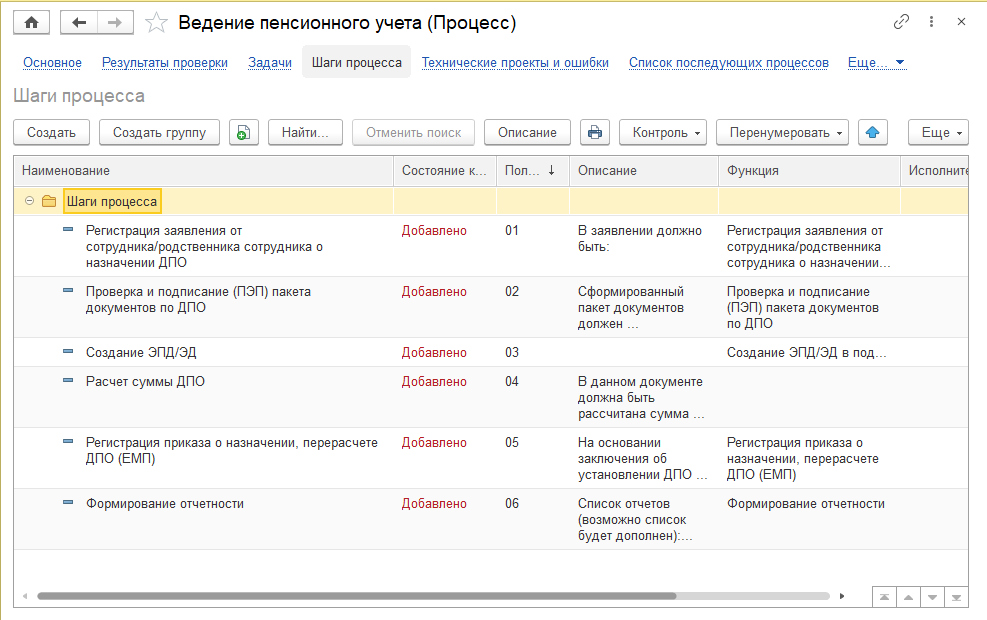 Ведение пенсионного учета (Процесс)
Основное Результаты проверки Задачи Шаги процесса Технические проекты и ошибки Список последующих процессов Еще...
Шаги процесса
Создать Создать группу Найти... Отменить поиск Описание Контроль Перенумеровать Еще
Наименование Состояние к... Пол... ↓ Описание Функция Исполните
Шаги процесса
Регистрация заявления от
сотрудника/родственника сотрудника о
назначении ДПО
Добавлено
01
В заявлении должно
быть:
Регистрация заявления от
сотрудника/родственника
сотрудника о назначении...
Проверка и подписание (ПЭП) пакета
документов по ДПО
Добавлено
02
Сформированный
пакет документов
должен ...
Проверка и подписание
(ПЭП) пакета документов
по ДПО
Создание ЭПД/ЭД
Добавлено
03
Создание ЭПД/ЭД в под...
Расчет суммы ДПО
Добавлено
04
В данном документе
должна быть
рассчитана сумма ...
Регистрация приказа о назначении, перерасчете
ДПО (ЕМП)
Добавлено
05
На основании
заключения об
установлении ДПО ...
Регистрация приказа о
назначении, перерасчете
ДПО (ЕМП)
Формирование отчетности
Добавлено
06
Список отчетов
(возможно список
будет дополнен):...
Формирование отчетности